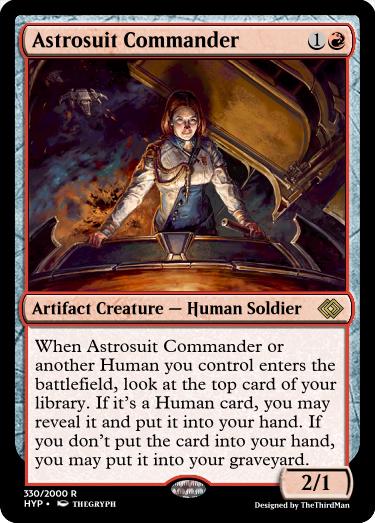 Astrosuit Commander 1
Artifact Creature — Human Soldier
When Astrosuit Commander or
another Human you control enters the
battlefield, look at the top card of your
library. If it's a Human card, you may
reveal it and put it into your hand. If
you don't put the card into your hand,
you may put it into your graveyard.
2/1
330/2000 R
HYP • THEGRYPH
Designed by TheThirdMan